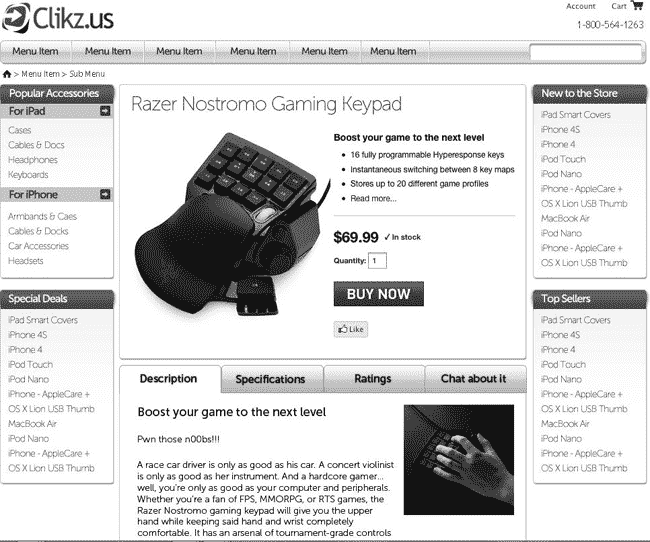 Clikz.us
Account Cart
1-800-564-1263
Menu Item Menu Item Menu Item Menu Item Menu Item Menu Item
> Menu Item > Sub Menu
Popular Accessories
For iPad
Cases
Cables & Docs
Headphones
Keyboards
For iPhone
Armbands & Caes
Cables & Docks
Car Accessories
Headsets
Special Deals
iPad Smart Covers
iPhone 4S
iPhone 4
iPod Touch
iPod Nano
iPhone - AppleCare +
OS X Lion USB Thumb
MacBook Air
iPod Nano
iPhone - AppleCare +
OS X Lion USB Thumb
Razer Nostromo Gaming Keypad
Boost your game to the next level
• 16 fully programmable Hyperesponse keys
• Instantaneous switching between 8 key maps
• Stores up to 20 different game profiles
• Read more...
$69.99 ✓ In stock
Quantity: 1
BUY NOW
Like
Description Specifications Ratings Chat about it
Boost your game to the next level
Pwn those n00bs!!!
A race car driver is only as good as his car. A concert violinist
is only as good as her instrument. And a hardcore gamer...
well, you're only as good as your computer and peripherals.
Whether you're a fan of FPS, MMORPG, or RTS games, the
Razer Nostromo gaming keypad will give you the upper
hand while keeping said hand and wrist completely
comfortable. It has an arsenal of tournament-grade controls
New to the Store
iPad Smart Covers
iPhone 4S
iPhone 4
iPod Touch
iPod Nano
iPhone - AppleCare +
OS X Lion USB Thumb
MacBook Air
iPod Nano
iPhone - AppleCare +
OS X Lion USB Thumb
Top Sellers
iPad Smart Covers
iPhone 4S
iPhone 4
iPod Touch
iPod Nano
iPhone - AppleCare +
OS X Lion USB Thumb
MacBook Air
iPod Nano
iPhone - AppleCare +
OS X Lion USB Thumb